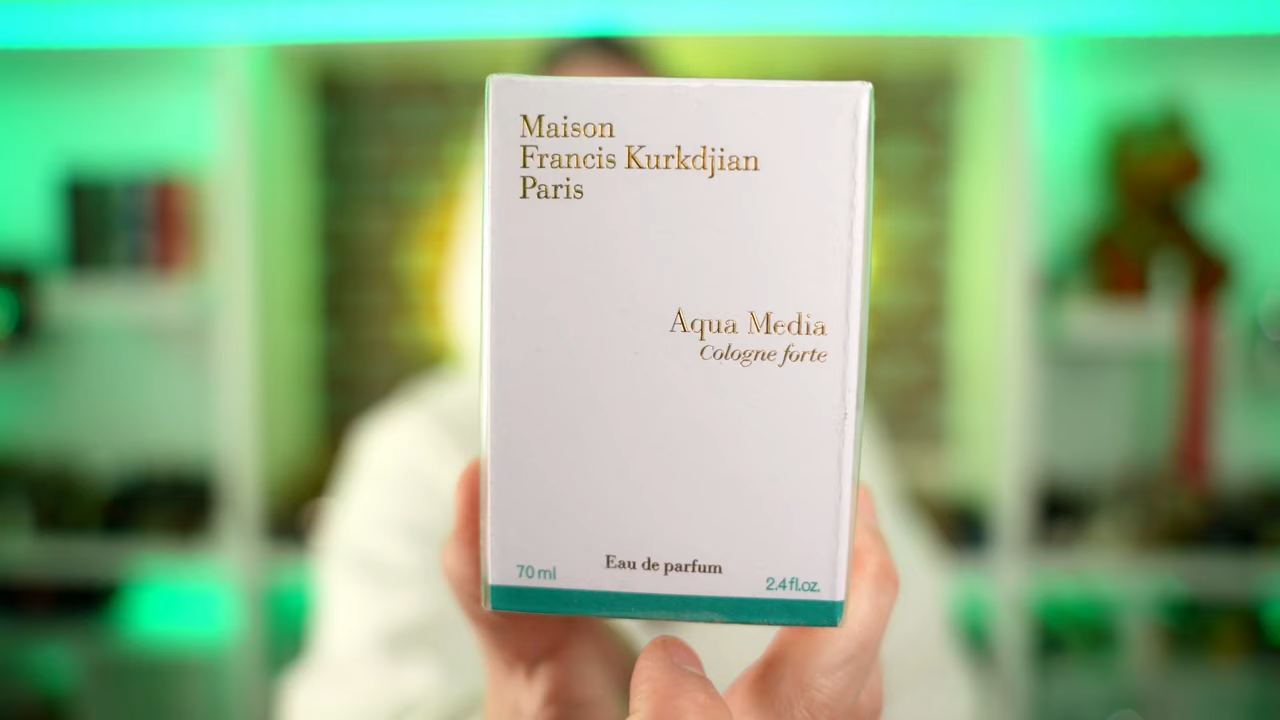 Maison
Francis Kurkdjian
Paris
Aqua Media
Cologne forte
Eau de parfum
70 ml
2.4 fl.oz.